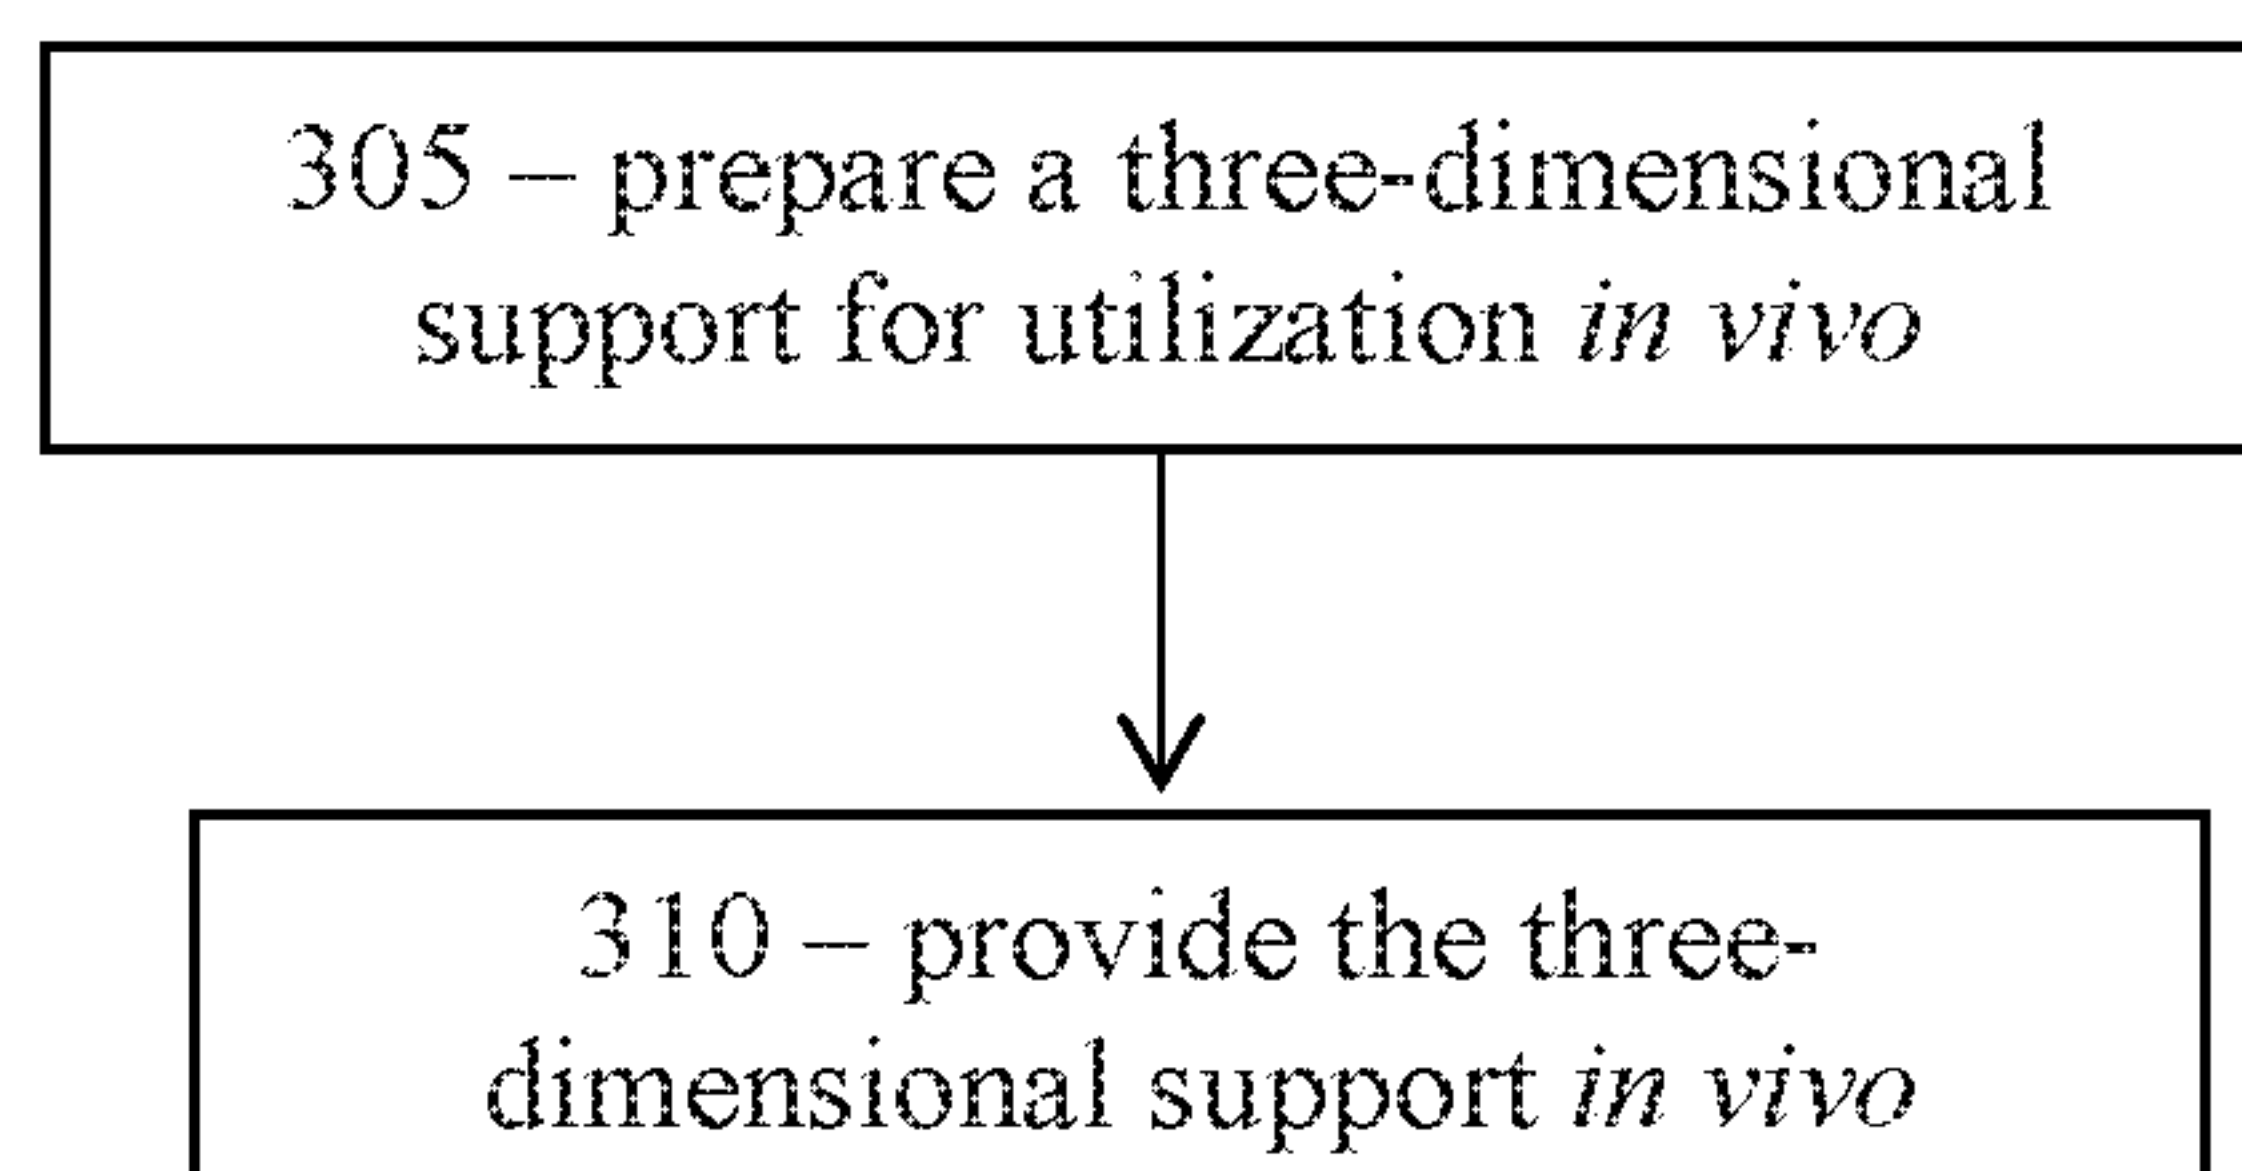 305 – prepare a three-dimensional
support for utilization in vivo
310 – provide the three-
dimensional support in vivo